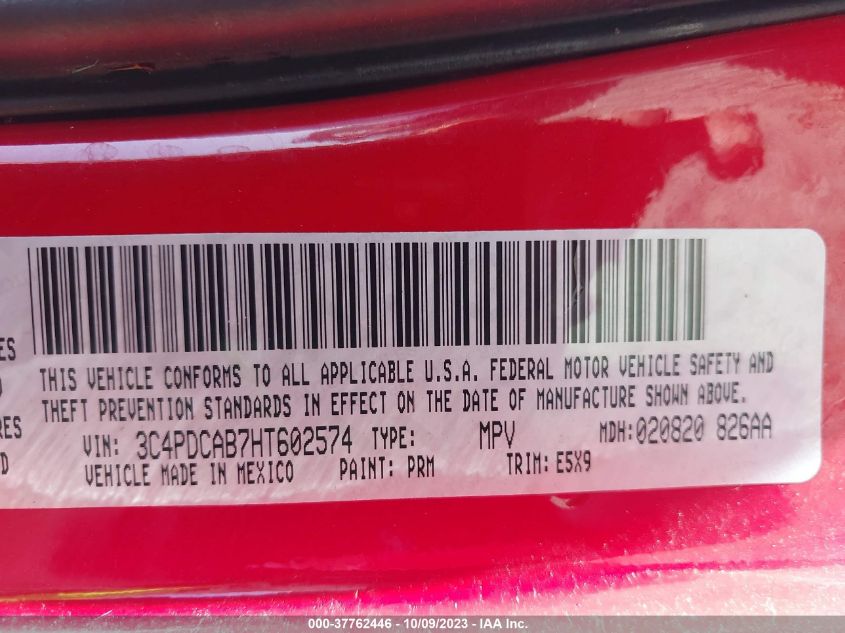 ES
THIS VEHICLE CONFORMS TO ALL APPLICABLE U.S.A. FEDERAL MOTOR VEHICLE SAFETY AND
THEFT PREVENTION STANDARDS IN EFFECT ON THE DATE OF MANUFACTURE SHOWN ABOVE.
RES
VIN: 3C4PDCAB7HT602574 TYPE: MPV MDH:020820 826AA
D
VEHICLE MADE IN MEXICO PAINT: PRM TRIM: E5X9
000-37762446 - 10/09/2023 - IAA Inc.